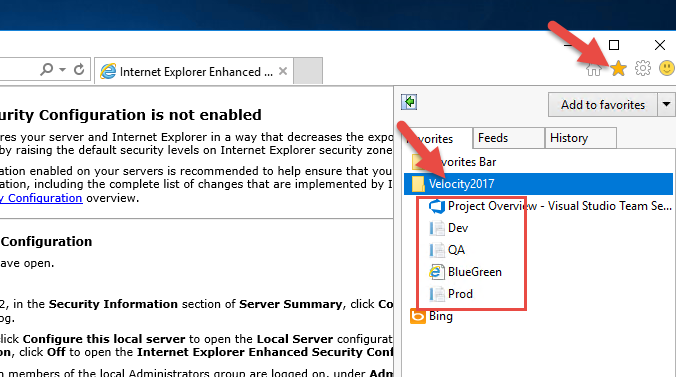 Internet Explorer Enhanced ...
urity Configuration is not enabled
res your server and Internet Explorer in a way that decreases the expo
by raising the default security levels on Internet Explorer security zone
ation enabled on your servers is recommended to help ensure that you
ation, including the complete list of changes that are implemented by I
y Configuration overview.
Configuration
ave open.
2, in the Security Information section of Server Summary, click Co
og.
lick Configure this local server to open the Local Server configurat
on, click Off to open the Internet Explorer Enhanced Security Conf
n members of the local Administrators group are logged on, under Adm
Add to favorites
Favorites
Feeds
History
Favorites Bar
Velocity2017
Project Overview - Visual Studio Team Se...
Dev
QA
BlueGreen
Prod
Bing